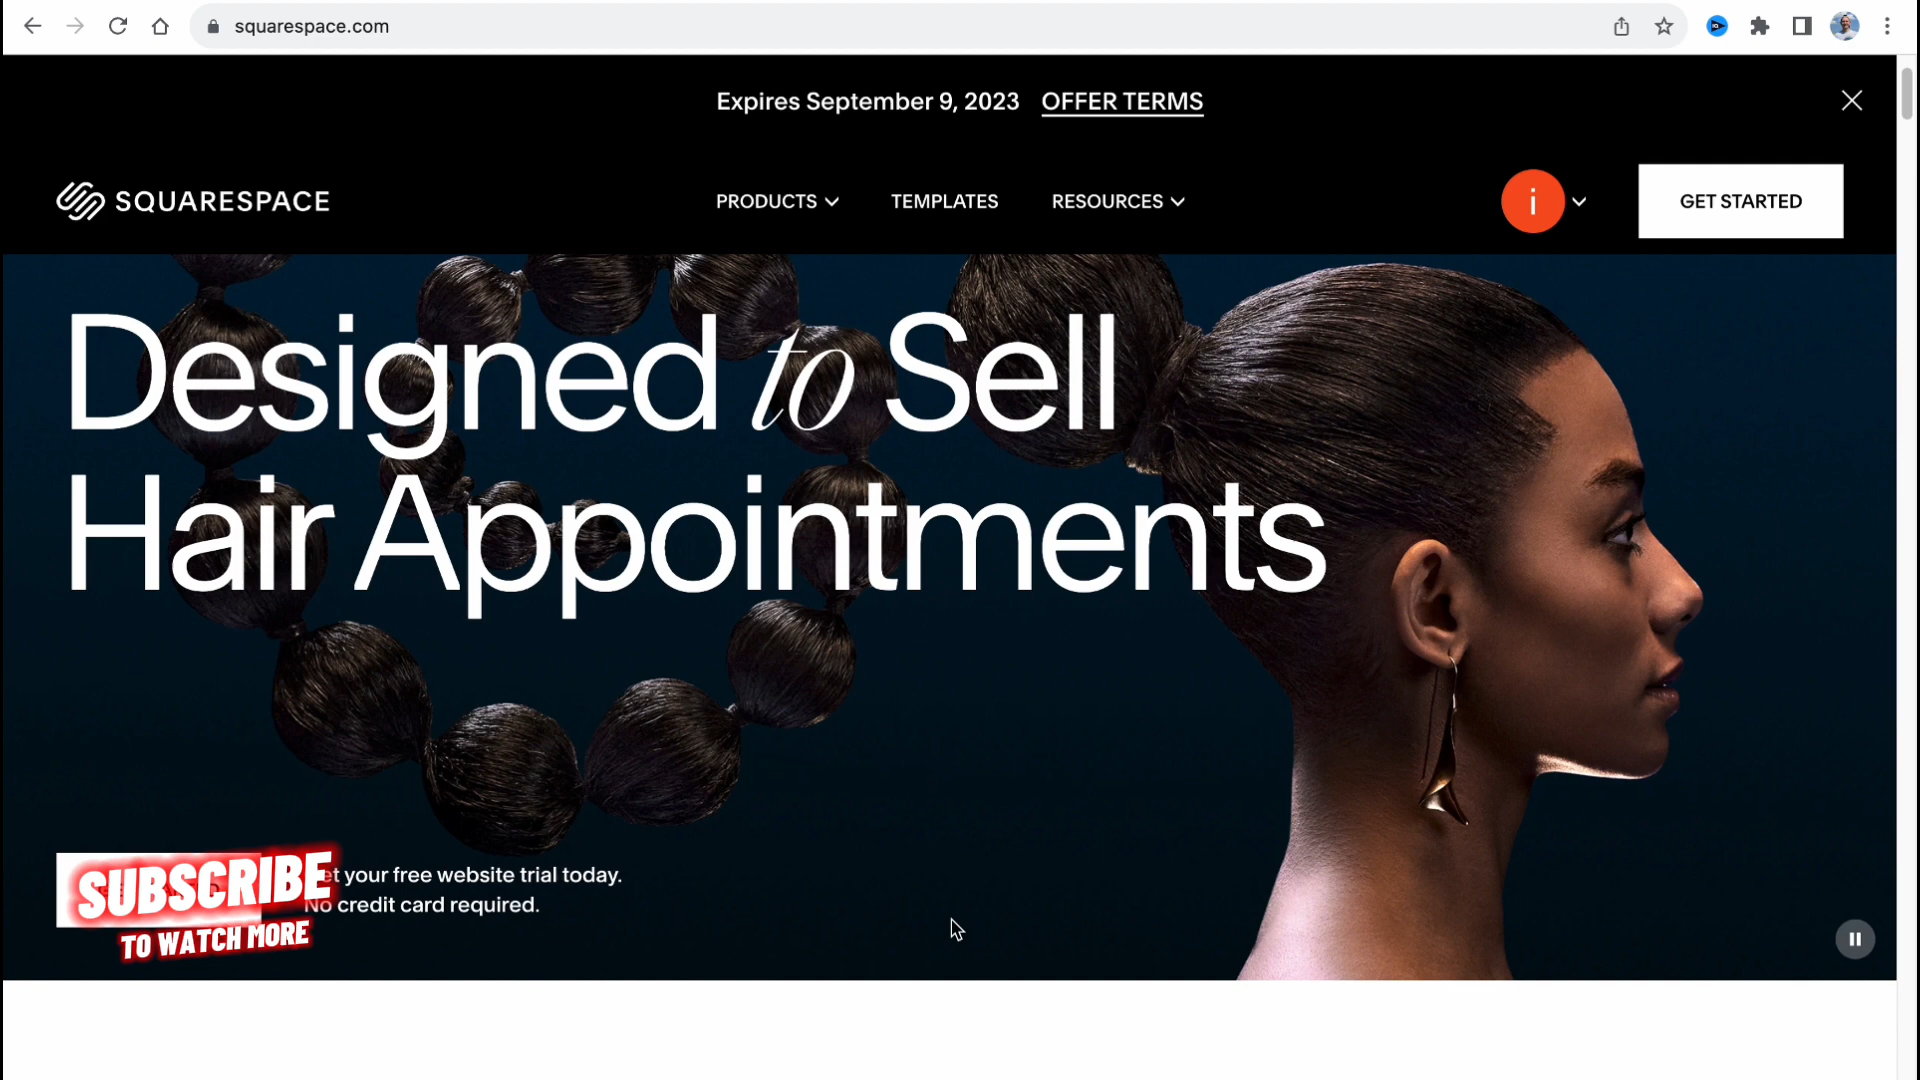 squarespace.com
Expires September 9, 2023 OFFER TERMS
SQUARESPACE
PRODUCTS
TEMPLATES
RESOURCES
i
GET STARTED
Designed to Sell
Hair Appointments
your free website trial today.
No credit card required.
SUBSCRIBE
TO WATCH MORE